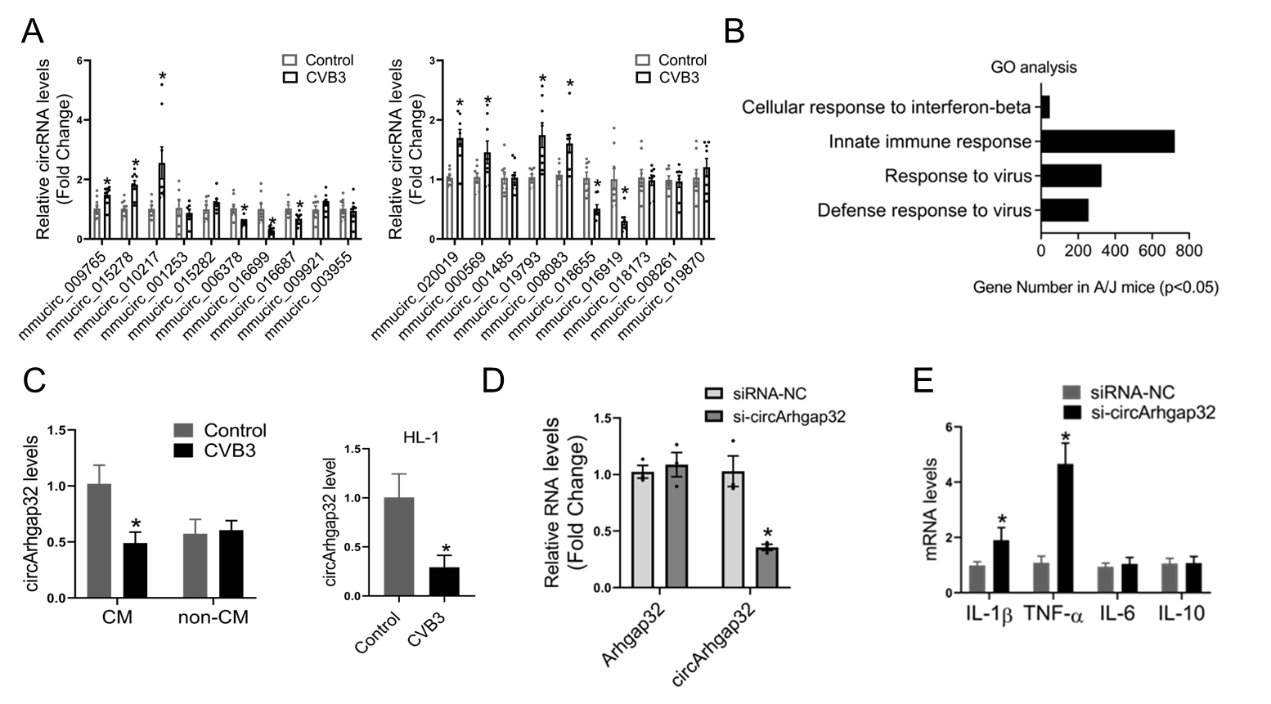 A
B
Control
CVB3
Relative circRNA levels
(Fold Change)
6
4
2
0
*
*
*
*
*
*
mmucirc_009765
mmucirc_015278
mmucirc_010217
mmucirc_001253
mmucirc_015282
mmucirc_006378
mmucirc_016699
mmucirc_016687
mmucirc_009921
mmucirc_003955
Control
CVB3
Relative circRNA levels
(Fold Change)
3
2
1
0
*
*
*
*
*
*
mmucirc_020019
mmucirc_000569
mmucirc_001485
mmucirc_019793
mmucirc_008083
mmucirc_018655
mmucirc_016919
mmucirc_018173
mmucirc_008261
mmucirc_019870
GO analysis
Cellular response to interferon-beta
Innate immune response
Response to virus
Defense response to virus
0 200 400 600 800
Gene Number in A/J mice (p<0.05)
C
Control
CVB3
circArhgap32 levels
1.5
1.0
0.5
0.0
*
CM non-CM
HL-1
circArhgap32 level
1.5
1.0
0.5
0.0
*
Control
CVB3
D
siRNA-NC
si-circArhgap32
Relative RNA levels
(Fold Change)
1.5
1.0
0.5
0.0
*
Arhgap32
circArhgap32
E
siRNA-NC
si-circArhgap32
mRNA levels
6
4
2
0
*
*
IL-1β TNF-α IL-6 IL-10